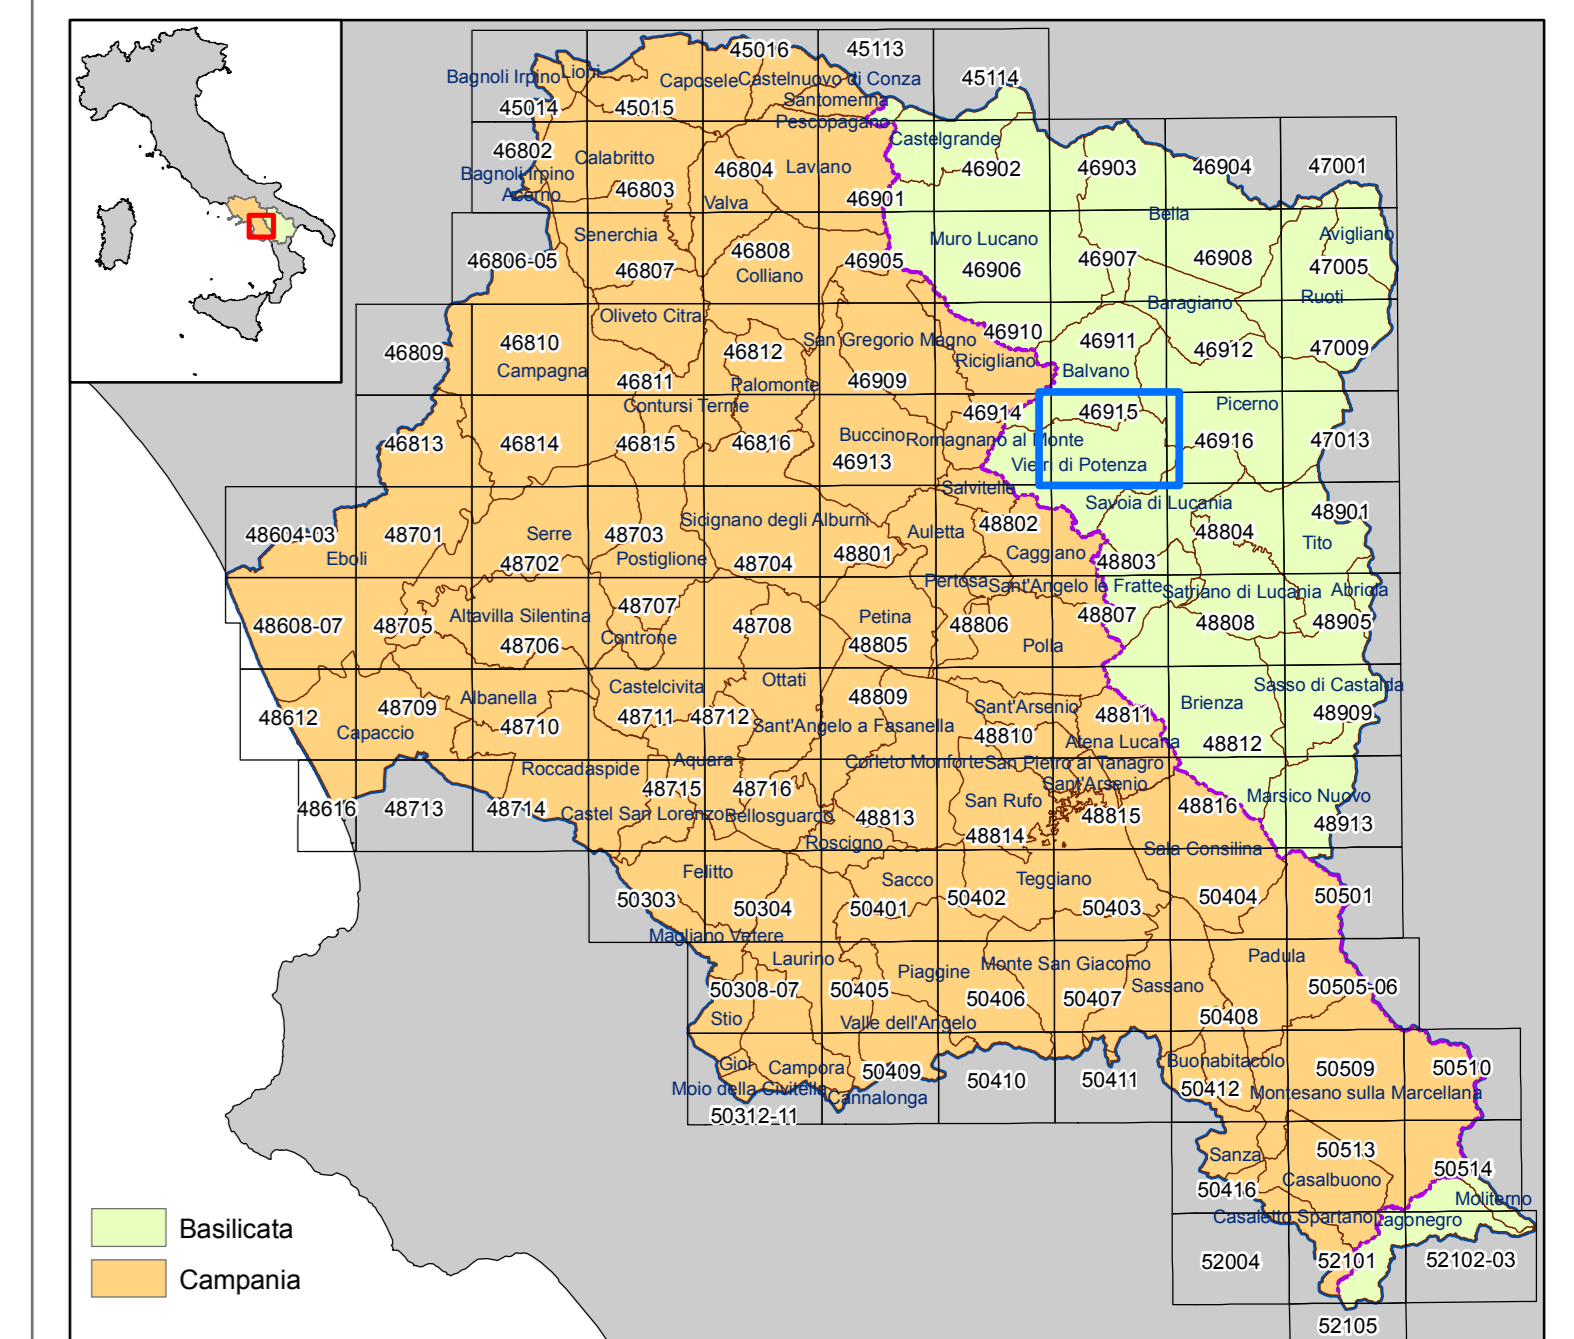 45016
45113
45114
Bagnoli Irpino
Lioni
Caposele
Castelnuovo di Conza
45014
45015
Santomenna
Pescopagano
Castelgrande
46802
Calabritto
46804
Laviano
46902
46903
46904
47001
Bagnoli Irpino
Acerno
46803
Valva
46901
Bella
Senerchia
46808
Muro Lucano
Avigliano
46806-05
46807
Colliano
46905
46906
46907
46908
47005
Oliveto Citra
Baragiano
Ruoti
46809
46810
46812
San Gregorio Magno
46910
46911
46912
47009
Campagna
46811
Palomonte
46909
Ricigliano
Balvano
Contursi Terme
46914
46915
Picerno
46813
46814
46815
46816
Buccino
Romagnano al Monte
46916
47013
46913
Vietri di Potenza
Salvitelle
Savoia di Lucania
48604-03
48701
Serre
48703
Sicignano degli Alburni
Auletta
48802
48804
48901
Eboli
48702
Postiglione
48704
48801
Caggiano
48803
Tito
Pertosa
Sant'Angelo le Fratte
Satriano di Lucania
Abriola
48608-07
48705
Altavilla Silentina
48707
48708
Petina
48806
48807
48808
48905
48706
Controne
48805
Polla
48612
48709
Albanella
Castelcivita
Ottati
48809
Sant'Arsenio
48811
Brienza
Sasso di Castalda
Capaccio
48710
48711
48712
Sant'Angelo a Fasanella
48810
Atena Lucana
48812
48909
Roccadaspide
Aquara
Corleto Monforte
San Pietro al Tanagro
48616
48713
48714
48715
48716
San Rufo
Sant'Arsenio
48816
Marsico Nuovo
Castel San Lorenzo
Bellosguardo
48813
48814
48815
48913
Roscigno
Sala Consilina
Felitto
Sacco
Teggiano
50303
50304
50401
50402
50403
50404
50501
Magliano Vetere
Laurino
Piaggine
Monte San Giacomo
Padula
50308-07
50405
50406
50407
Sassano
50505-06
Stio
Valle dell'Angelo
50408
Gioi
Campora
50409
50410
50411
Buonabitacolo
50509
50510
Moio della Civitella
Cannalonga
50412
Montesano sulla Marcellana
50312-11
Sanza
50513
50514
50416
Casalbuono
Moliterno
Casaletto Spartano
Lagonegro
Basilicata
52004
52101
52102-03
Campania
52105